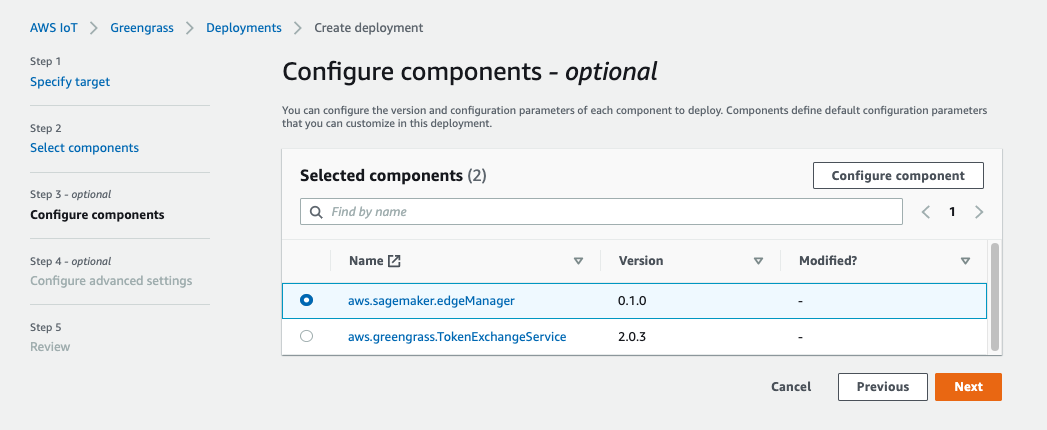 AWS IoT > Greengrass > Deployments > Create deployment
Step 1
Specify target
Step 2
Select components
Step 3 - optional
Configure components
Step 4 - optional
Configure advanced settings
Step 5
Review
Configure components - optional
You can configure the version and configuration parameters of each component to deploy. Components define default configuration parameters
that you can customize in this deployment.
Selected components (2)
Configure component
Find by name
1
Name Version Modified?
aws.sagemaker.edgeManager 0.1.0 -
aws.greengrass.TokenExchangeService 2.0.3 -
Cancel Previous Next